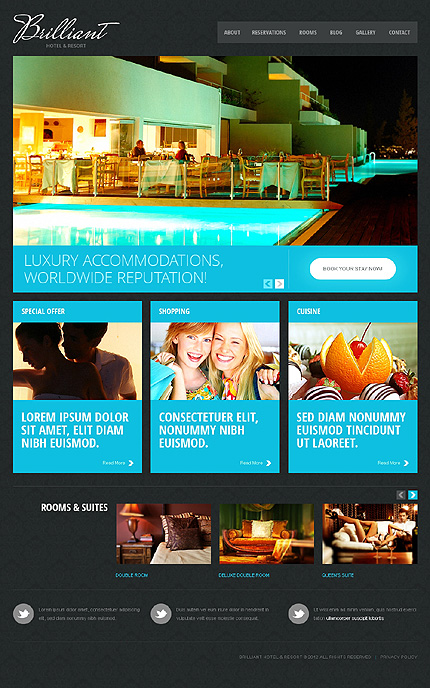 Brilliant
HOTEL & RESORT
ABOUT RESERVATIONS ROOMS BLOG GALLERY CONTACT
LUXURY ACCOMMODATIONS,
WORLDWIDE REPUTATION!
BOOK YOUR STAY NOW!
SPECIAL OFFER
LOREM IPSUM DOLOR
SIT AMET, ELIT DIAM
NIBH EUISMOD.
Read More
SHOPPING
CONSECTETUER ELIT,
NONUMMY NIBH
EUISMOD.
Read More
CUISINE
SED DIAM NONUMMY
EUISMOD TINCIDUNT
UT LAOREET.
Read More
ROOMS & SUITES
DOUBLE ROOM
DELUXE DOUBLE ROOM
QUEEN'S SUITE
Lorem ipsum dolor amet, consectetuer adipiscing
elit, sed diam nonummy nibh euismod.
Duis autem vel eum iriure dolor in hendrerit in
vulputate velit esse molestie consequat.
Ut wisi enim ad minim veniam, quis nostrud exerci
tation ullamcorper suscipit lobortis
BRILLIANT HOTEL & RESORT © 2012 ALL RIGHTS RESERVED | PRIVACY POLICY